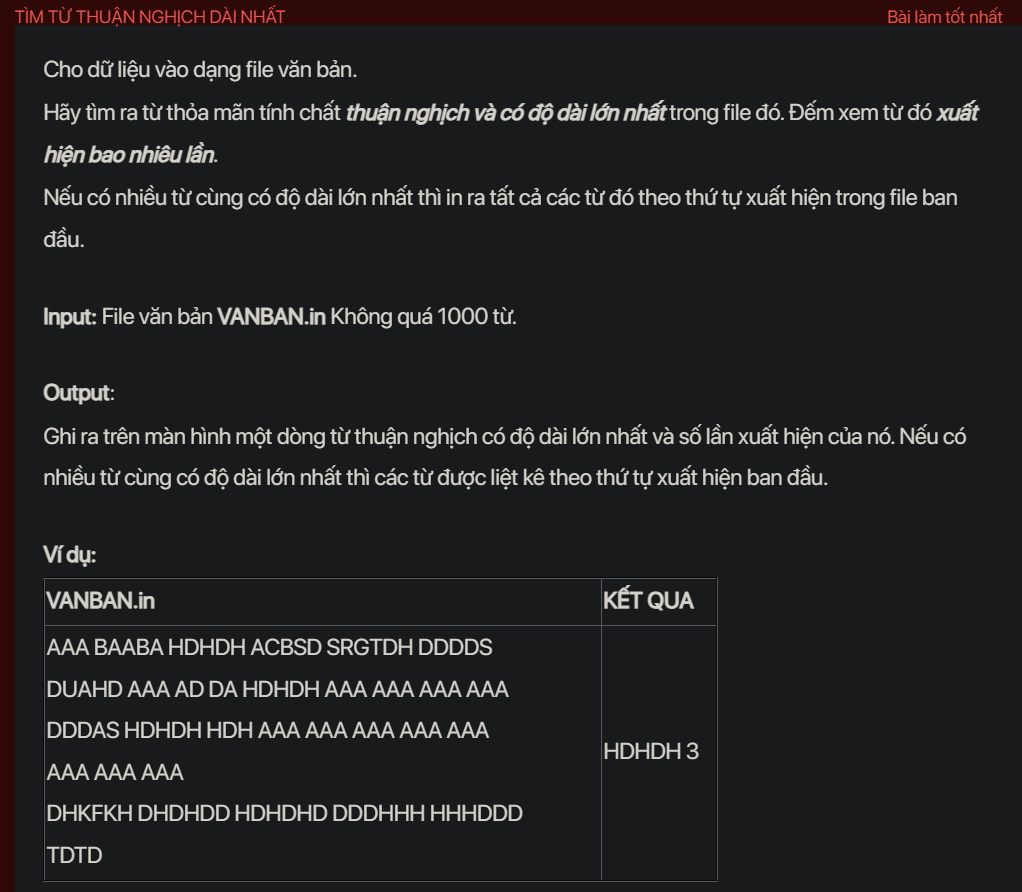 TÌM TỪ THUẬN NGHỊCH DÀI NHẤT
Bài làm tốt nhất
Cho dữ liệu vào dạng file văn bản.
Hãy tìm ra từ thỏa mãn tính chất thuận nghịch và có độ dài lớn nhất trong file đó. Đếm xem từ đó xuất
hiện bao nhiêu lần.
Nếu có nhiều từ cùng có độ dài lớn nhất thì in ra tất cả các từ đó theo thứ tự xuất hiện trong file ban
đầu.
Input: File văn bản VANBAN.in Không quá 1000 từ.
Output:
Ghi ra trên màn hình một dòng từ thuận nghịch có độ dài lớn nhất và số lần xuất hiện của nó. Nếu có
nhiều từ cùng có độ dài lớn nhất thì các từ được liệt kê theo thứ tự xuất hiện ban đầu.
Ví dụ:
VANBAN.in
KẾT QUA
AAA BAABA HDHDH ACBSD SRGTDH DDDDS
DUAHD AAA AD DA HDHDH AAA AAA AAA AAA
DDDAS HDHDH HDH AAA AAA AAA AAA AAA
AAA AAA AAA
DHKFKH DHDHDD HDHDHD DDDHHH HHHDDD
TDTD
HDHDH 3